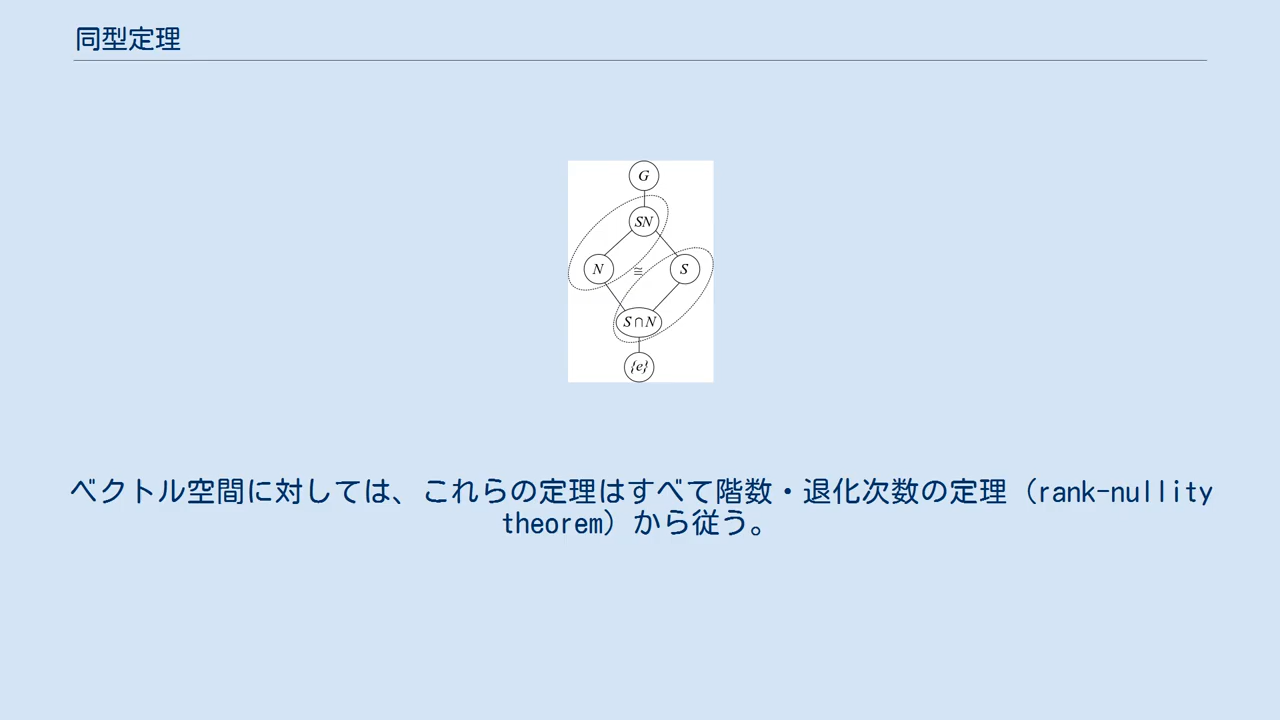 同型定理
G
SN
N
≅
S
S∩N
{e}
ベクトル空間に対しては、これらの定理はすべて階数・退化次数の定理（rank-nullity
theorem）から従う。